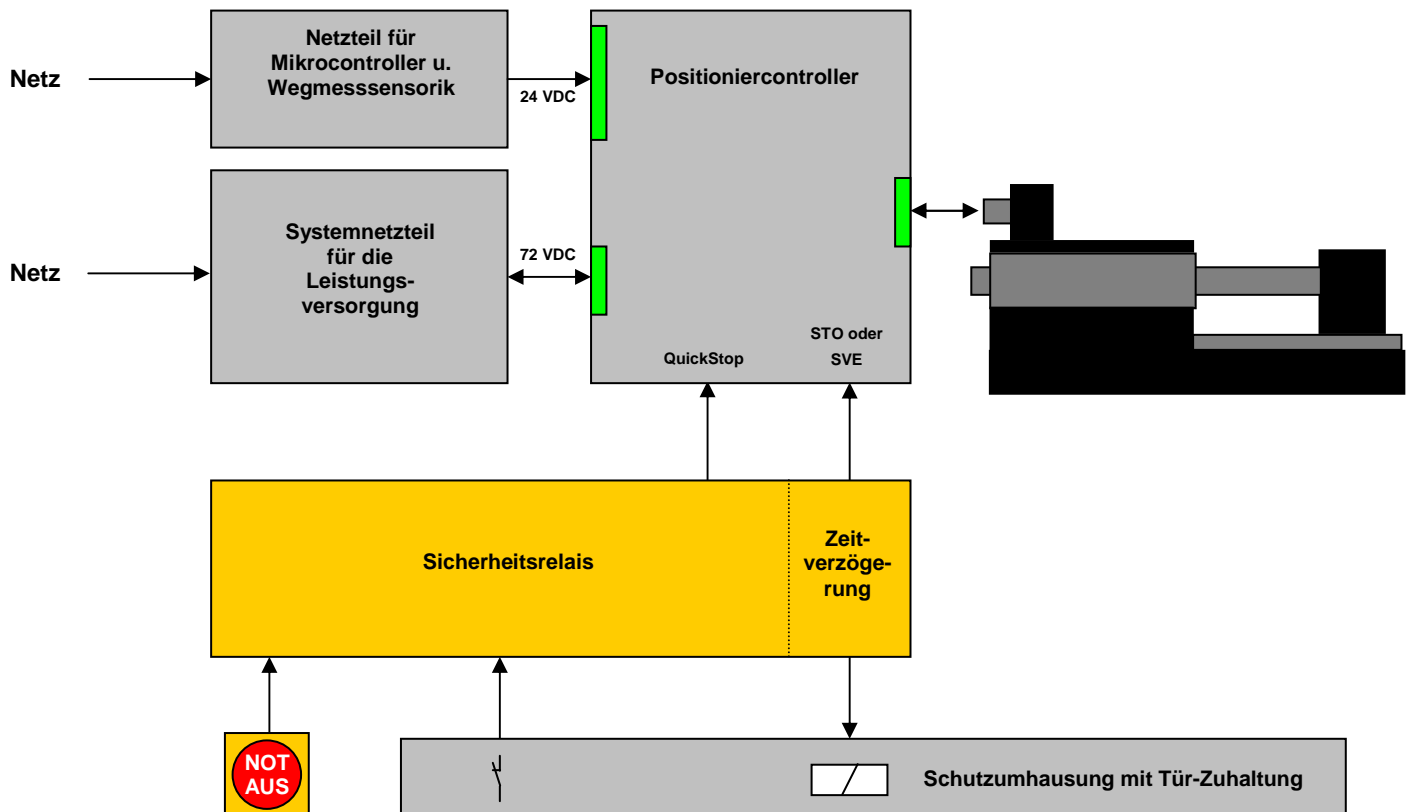 Netz
Netzteil für
Mikrocontroller u.
Wegmesssensorik
24 VDC
Positioniercontroller
Netz
Systemnetzteil
für die
Leistungs-
versorgung
72 VDC
QuickStop
STO oder
SVE
Sicherheitsrelais
Zeit-
verzöge-
rung
NOT
AUS
Schutzumhausung mit Tür-Zuhaltung